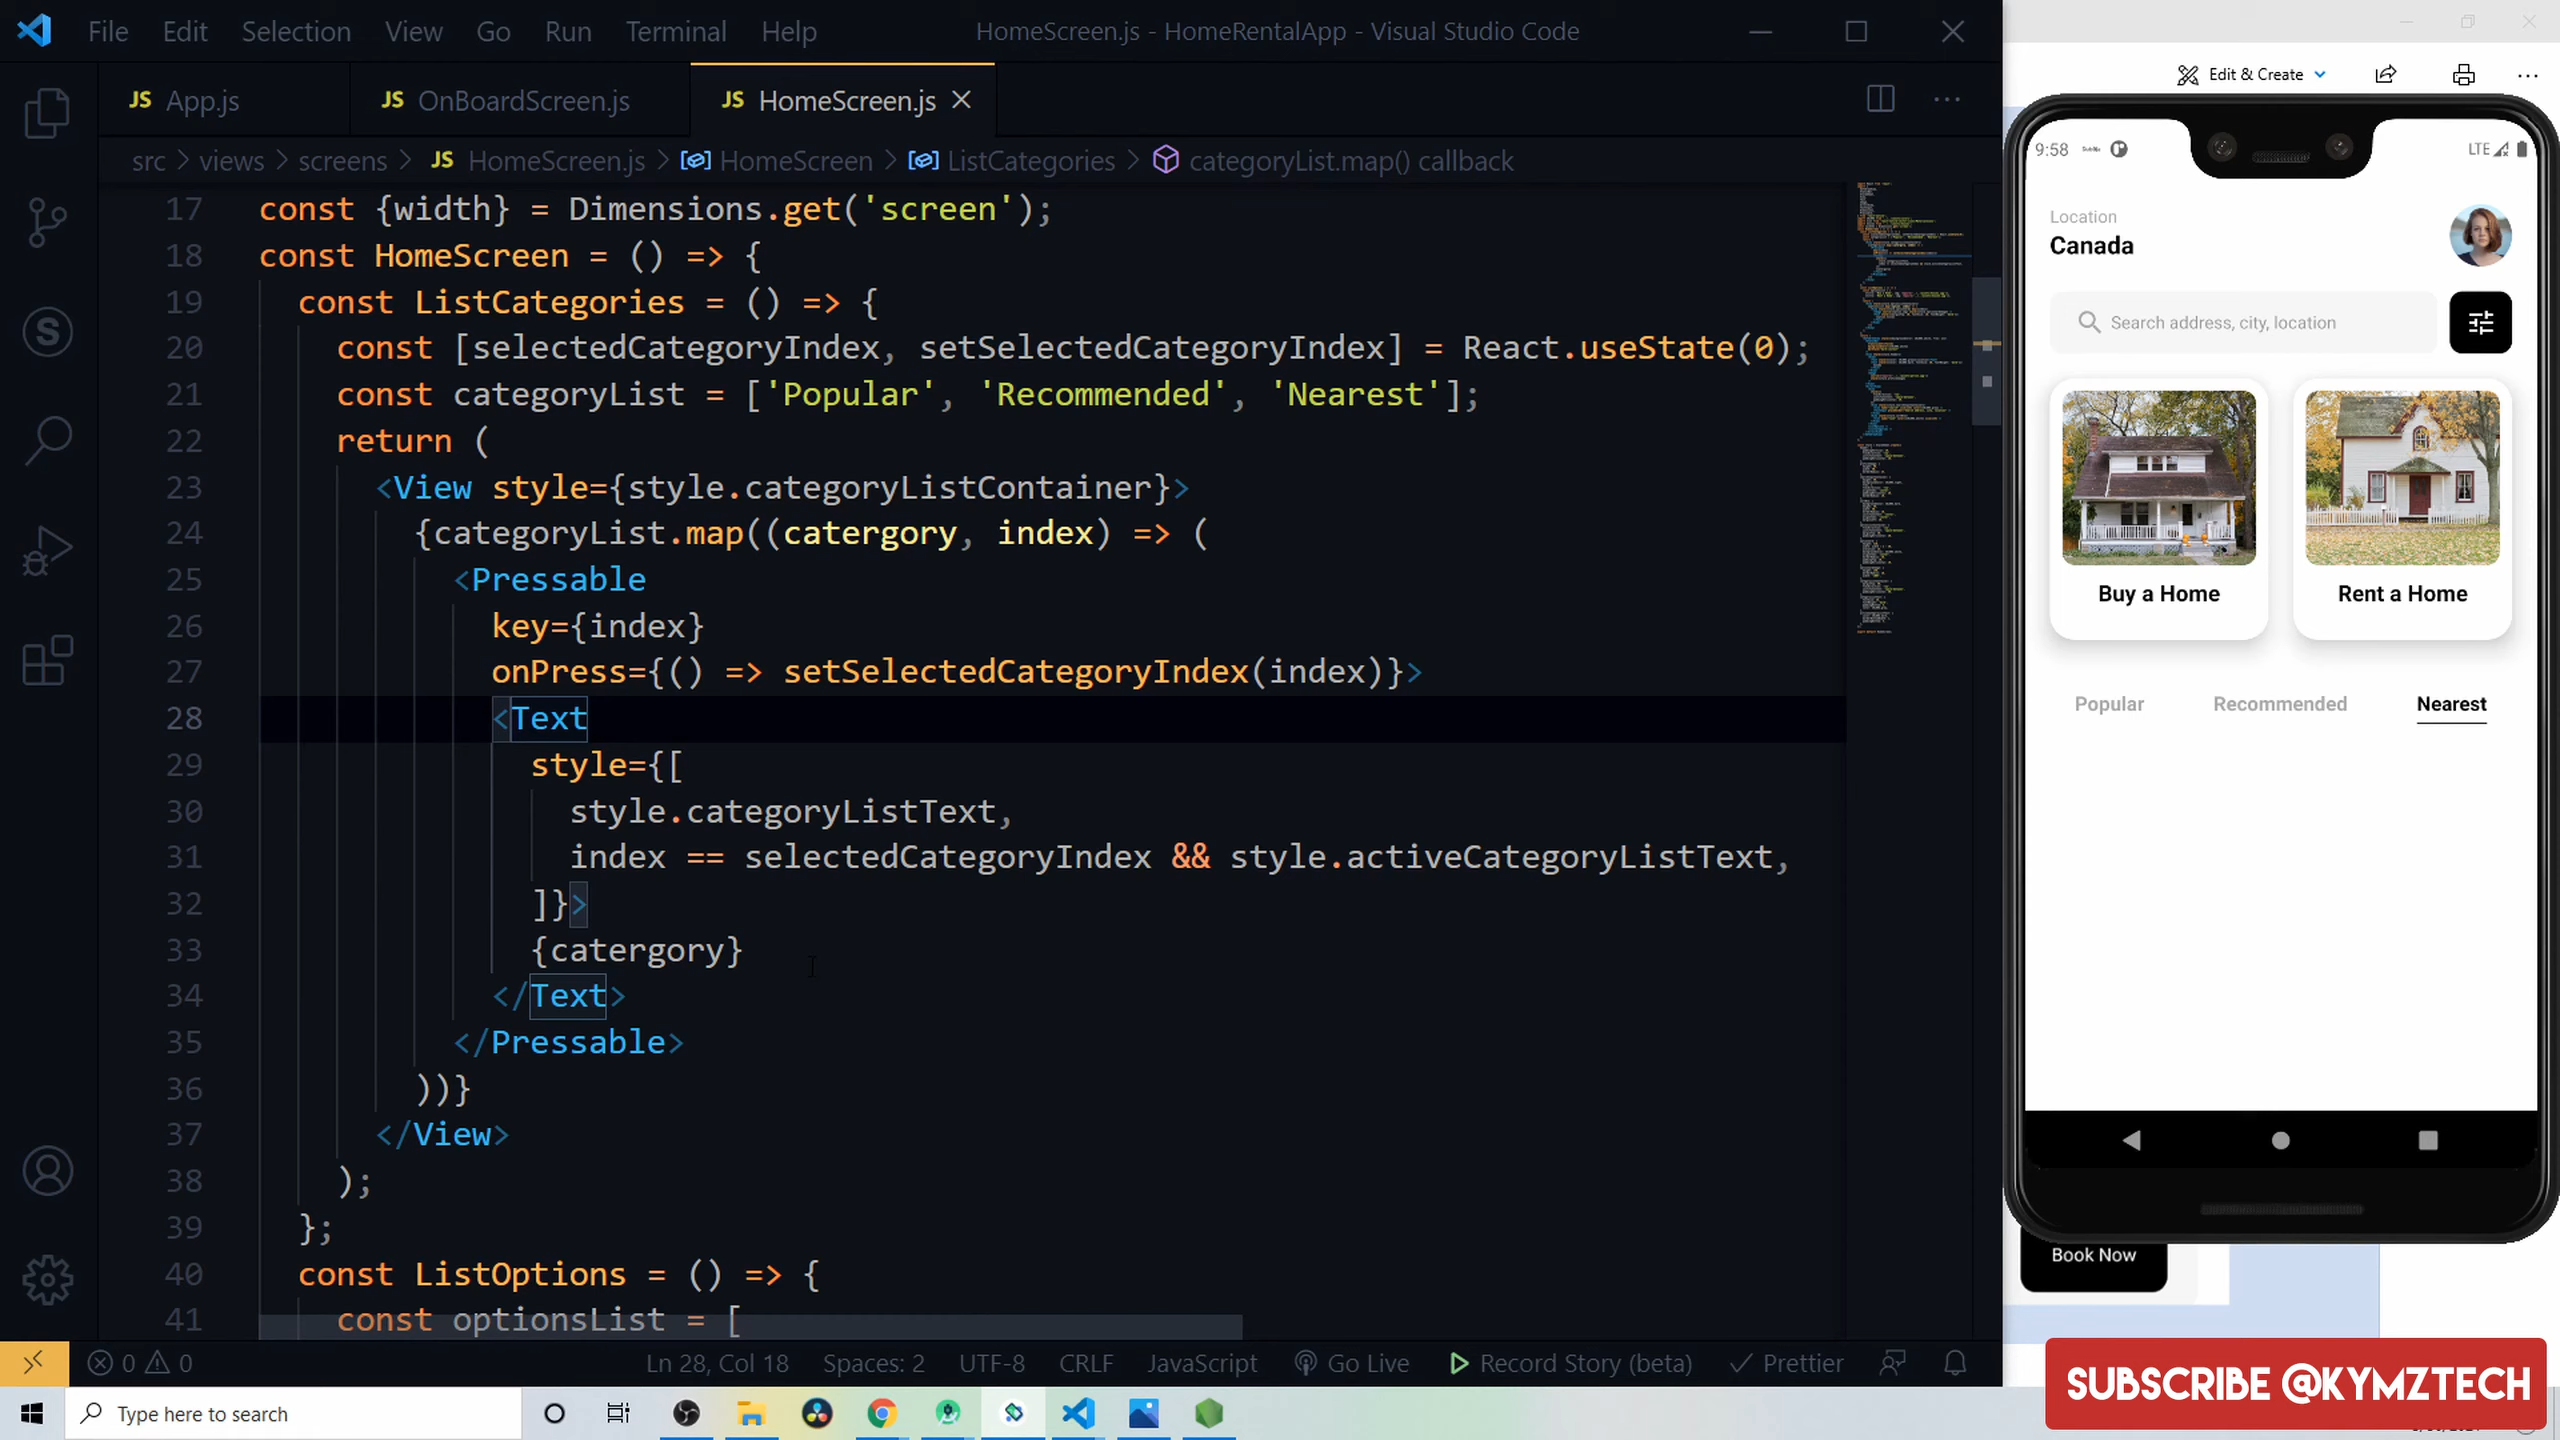 File Edit Selection View Go Run Terminal Help HomeScreen.js - HomeRentalApp - Visual Studio Code
JS App.js JS OnBoardScreen.js JS HomeScreen.js
src > views > screens > JS HomeScreen.js > HomeScreen > ListCategories > categoryList.map() callback
17 const {width} = Dimensions.get('screen');
18 const HomeScreen = () => {
19 const ListCategories = () => {
20 const [selectedCategoryIndex, setSelectedCategoryIndex] = React.useState(0);
21 const categoryList = ['Popular', 'Recommended', 'Nearest'];
22 return (
23 <View style={style.categoryListContainer}>
24 {categoryList.map((catergory, index) => (
25 <Pressable
26 key={index}
27 onPress={() => setSelectedCategoryIndex(index)}>
28 <Text
29 style={[
30 style.categoryListText,
31 index == selectedCategoryIndex && style.activeCategoryListText,
32 ]}>
33 {catergory}
34 </Text>
35 </Pressable>
36 ))}
37 </View>
38 );
39 };
40 const ListOptions = () => {
41 const optionsList = [
0 0 Ln 28, Col 18 Spaces: 2 UTF-8 CRLF JavaScript Go Live Record Story (beta) Prettier
Type here to search
Edit & Create
9:58 LTE
Location
Canada
Search address, city, location
Buy a Home Rent a Home
Popular Recommended Nearest
Book Now
SUBSCRIBE @KYMZTECH